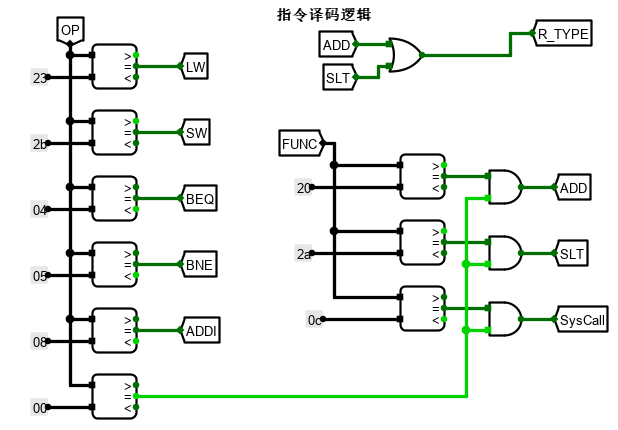 指令译码逻辑
OP
ADD
SLT
R_TYPE
23
>
=
<
LW
2b
>
=
<
SW
04
>
=
<
BEQ
05
>
=
<
BNE
08
>
=
<
ADDI
00
>
=
<
FUNC
20
>
=
<
ADD
2a
>
=
<
SLT
0c
>
=
<
SysCall